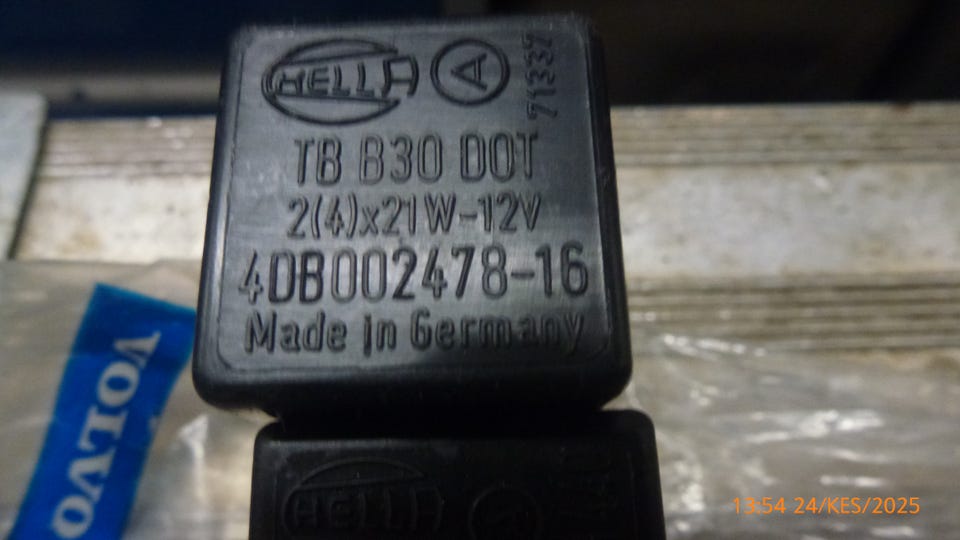 HELLA A 71337
TB B30 DOT
2(4)x21W-12V
4DB002478-16
Made in Germany
VOLVO
HELLA A
13:54 24/KES/2025